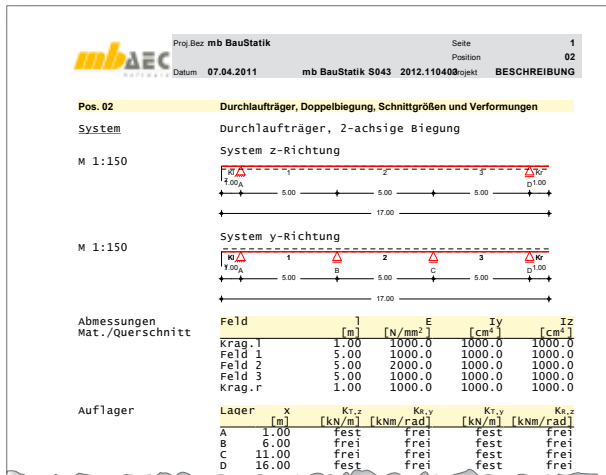 mb AEC
Software
Proj.Bez mb BauStatik Seite 1
Position 02
Datum 07.04.2011 mb BauStatik S043 2012.110403 Projekt BESCHREIBUNG
Pos. 02 Durchlaufträger, Doppelbiegung, Schnittgrößen und Verformungen
System Durchlaufträger, 2-achsige Biegung
System z-Richtung
M 1:150
Kl 1 2 3 Kr
z
1.00 A D 1.00
5.00 5.00 5.00
17.00
System y-Richtung
M 1:150
Kl 1 2 3 Kr
y
1.00 A B C D 1.00
5.00 5.00 5.00
17.00
Abmessungen Feld l E Iy Iz
Mat./Querschnitt [m] [N/mm²] [cm⁴] [cm⁴]
Krag.l 1.00 1000.0 1000.0 1000.0
Feld 1 5.00 1000.0 1000.0 1000.0
Feld 2 5.00 2000.0 1000.0 1000.0
Feld 3 5.00 1000.0 1000.0 1000.0
Krag.r 1.00 1000.0 1000.0 1000.0
Auflager Lager x KT,z KR,y KT,y KR,z
[m] [kN/m] [kNm/rad] [kN/m] [kNm/rad]
A 1.00 fest frei fest frei
B 6.00 frei frei fest frei
C 11.00 frei frei fest frei
D 16.00 fest frei fest frei